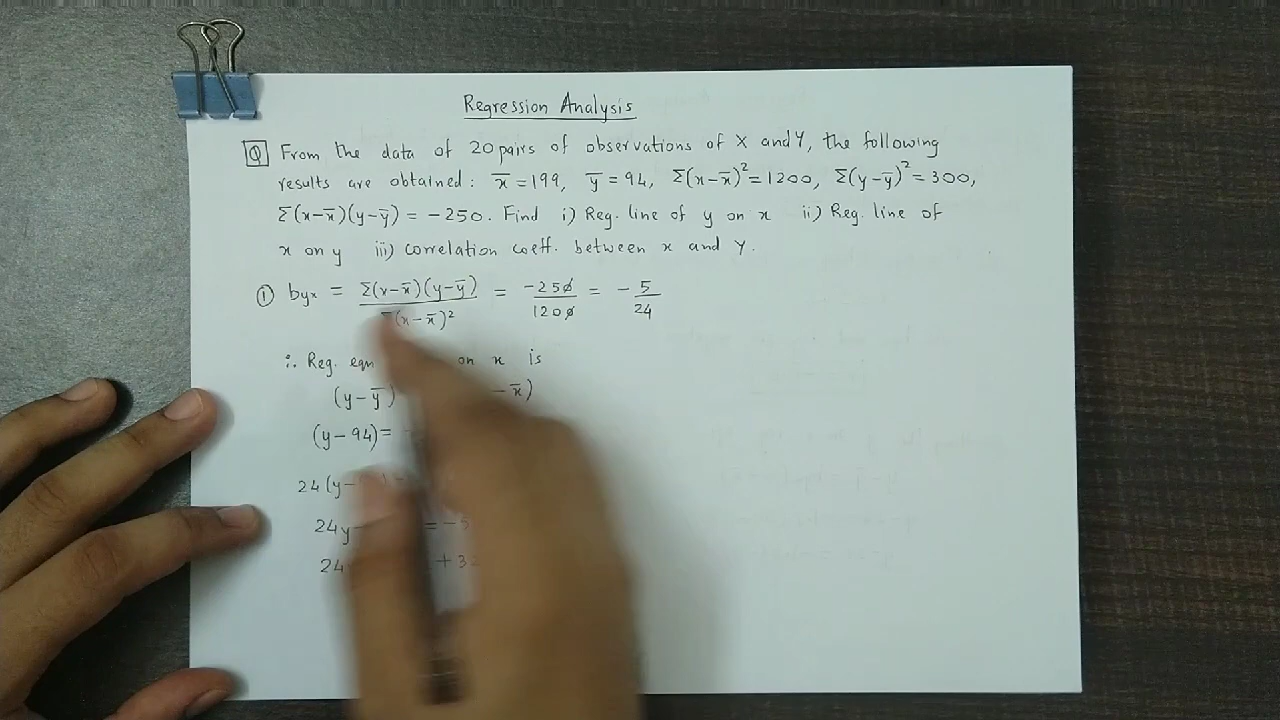 Regression Analysis
Q From the data of 20 pairs of observations of X and Y, the following
results are obtained: x̄ = 199, ȳ = 94, Σ(x-x̄)² = 1200, Σ(y-ȳ)² = 300,
Σ(x-x̄)(y-ȳ) = -250. Find i) Reg. line of y on x ii) Reg. line of
x on y iii) correlation coeff. between x and Y.
① byx = Σ(x-x̄)(y-ȳ) / (x-x̄)² = -250 / 1200 = - 5 / 24
∴ Reg. eqn on x is
(y-ȳ) - x̄)
(y-94) =
24(y-
24y = -5
24 + 3